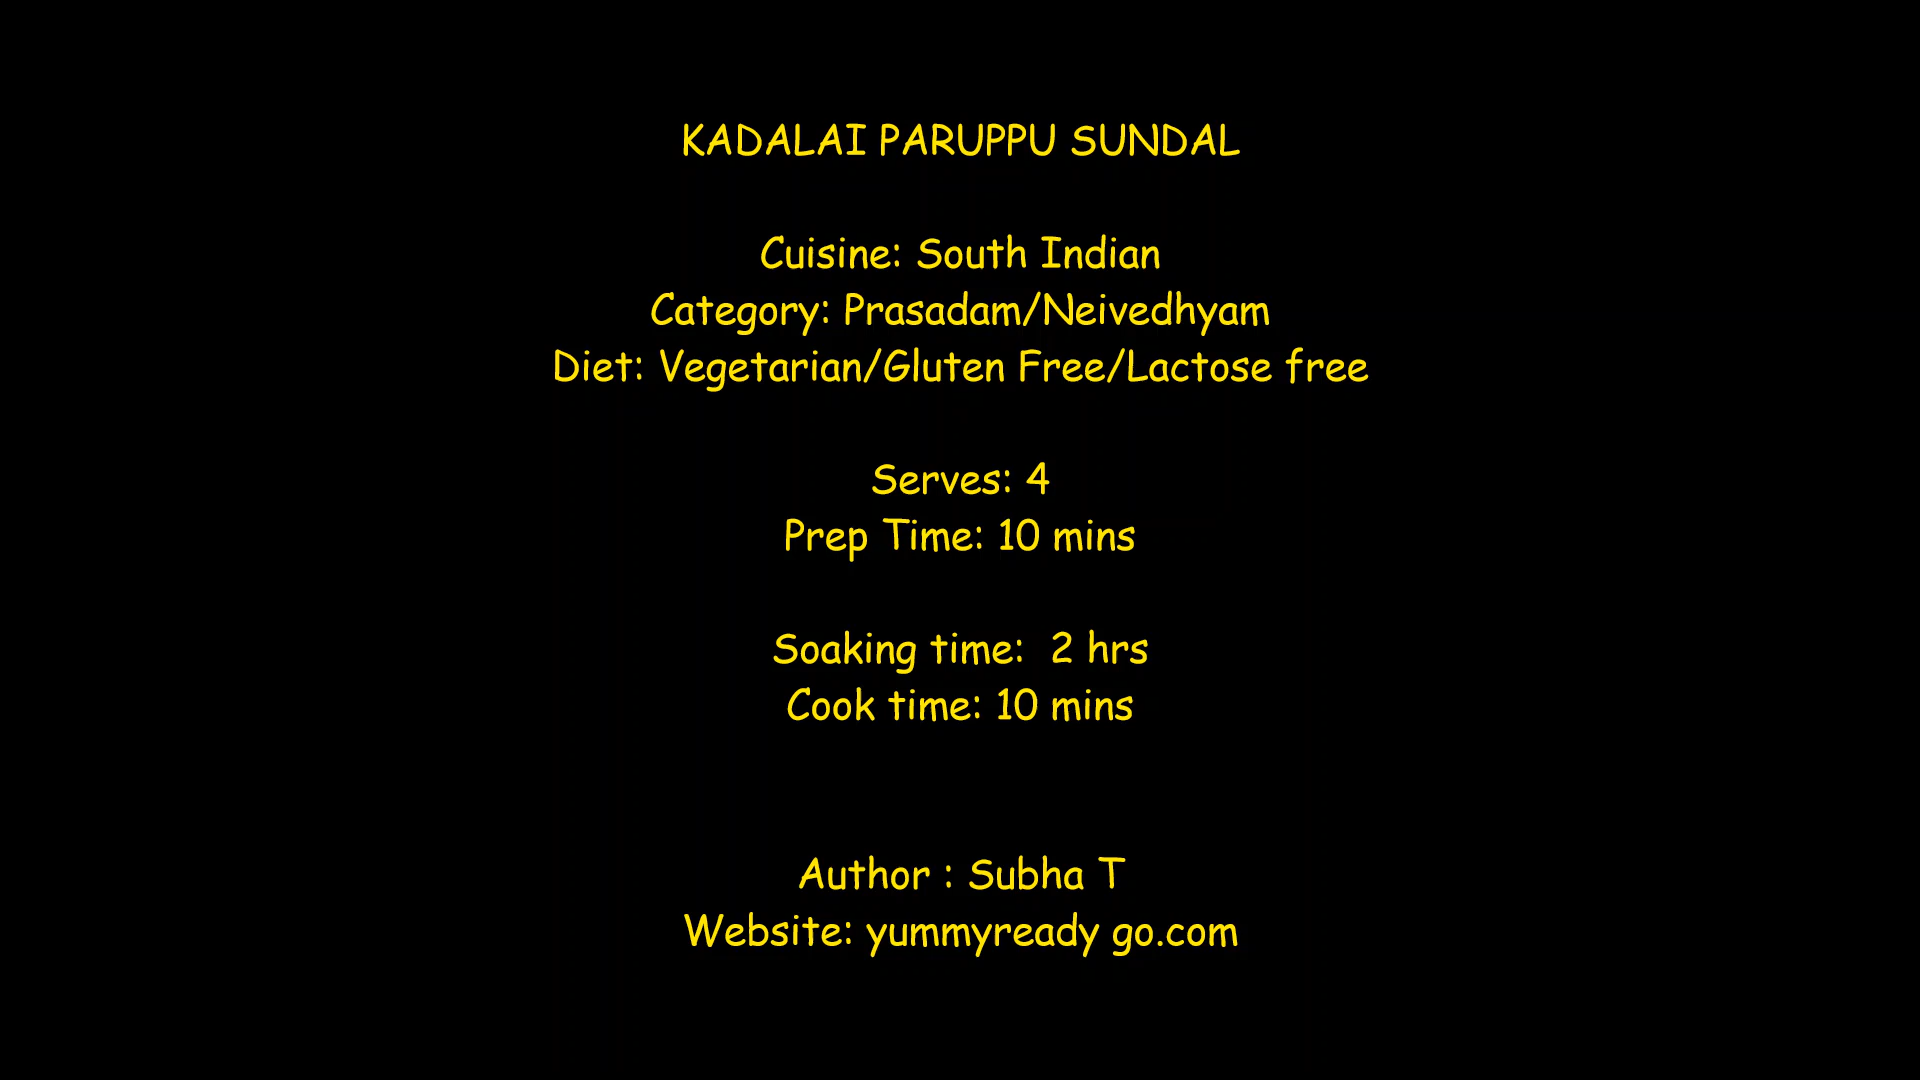 KADALAI PARUPPU SUNDAL
Cuisine: South Indian
Category: Prasadam/Neivedhyam
Diet: Vegetarian/Gluten Free/Lactose free
Serves: 4
Prep Time: 10 mins
Soaking time:  2 hrs
Cook time: 10 mins
Author : Subha T
Website: yummyready go.com